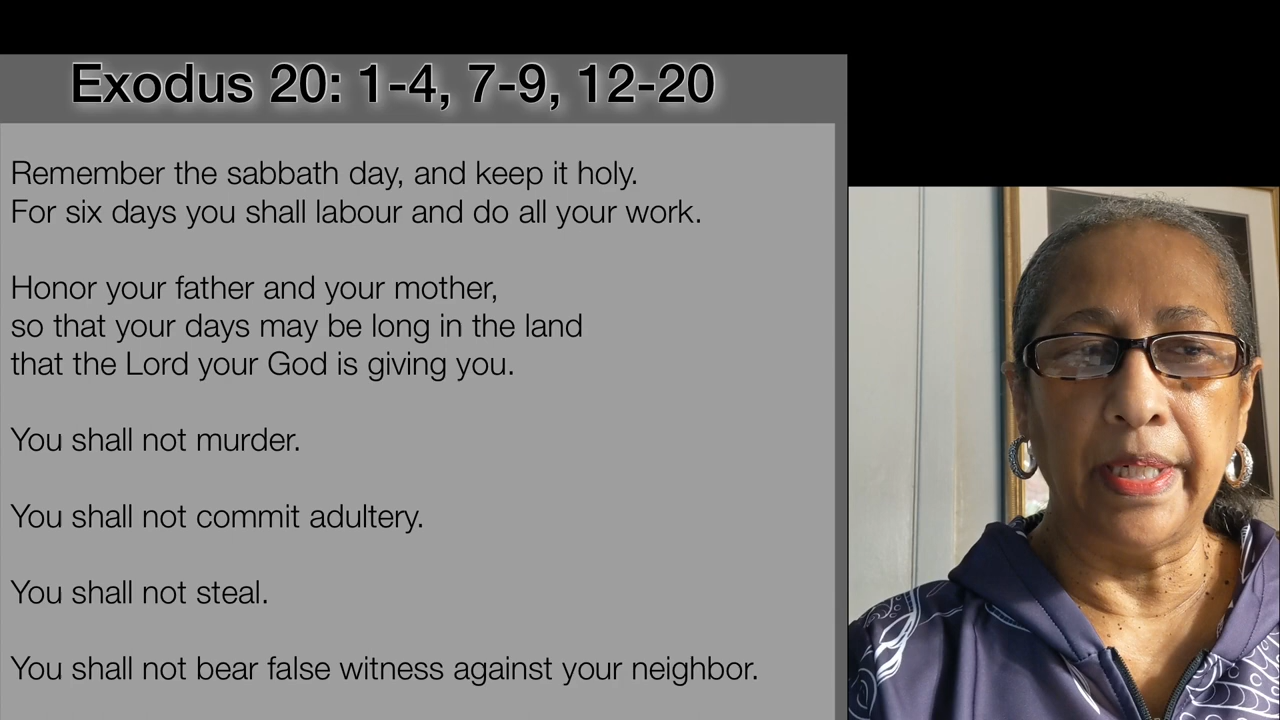 Exodus 20: 1-4, 7-9, 12-20
Remember the sabbath day, and keep it holy.
For six days you shall labour and do all your work.
Honor your father and your mother,
so that your days may be long in the land
that the Lord your God is giving you.
You shall not murder.
You shall not commit adultery.
You shall not steal.
You shall not bear false witness against your neighbor.